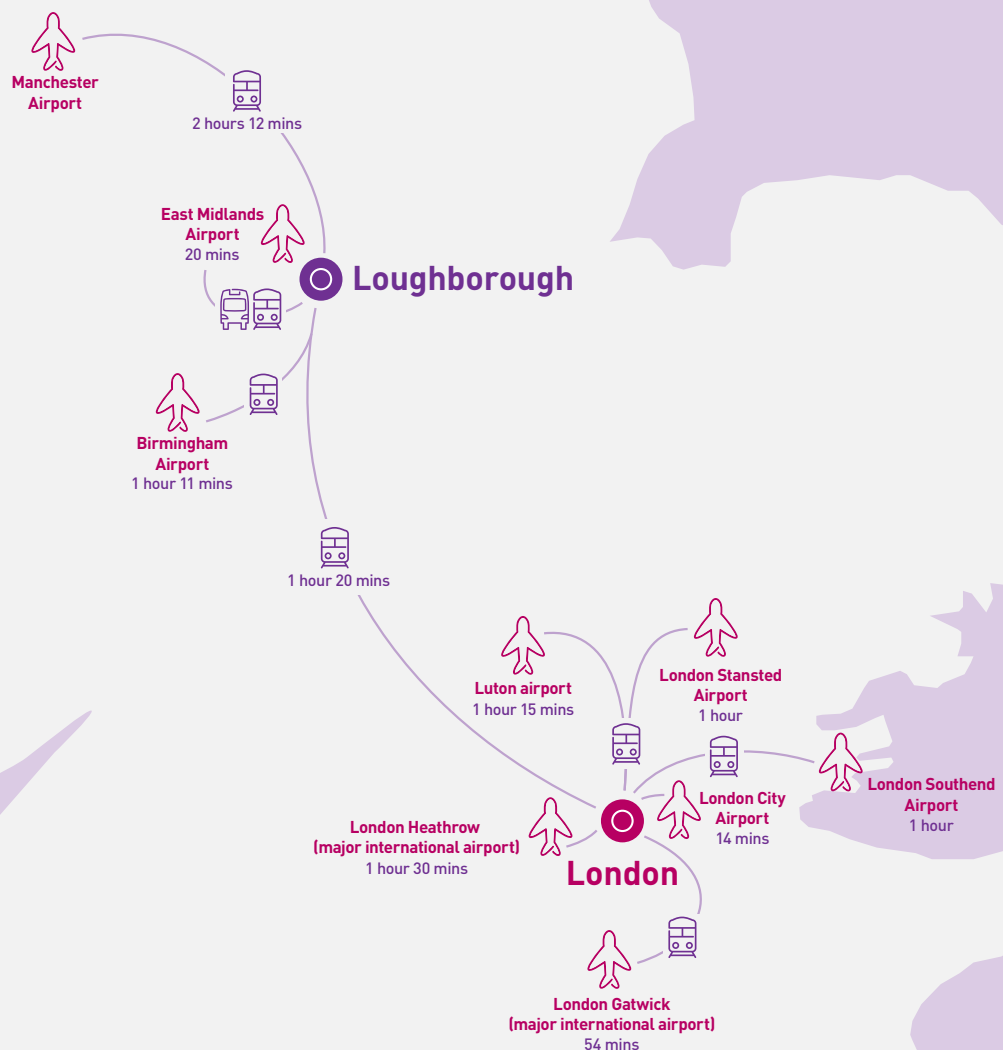 Manchester
Airport
2 hours 12 mins
East Midlands
Airport
20 mins
Loughborough
Birmingham
Airport
1 hour 11 mins
1 hour 20 mins
Luton airport
1 hour 15 mins
London Stansted
Airport
1 hour
London Southend
Airport
1 hour
London City
Airport
14 mins
London Heathrow
(major international airport)
1 hour 30 mins
London
London Gatwick
(major international airport)
54 mins